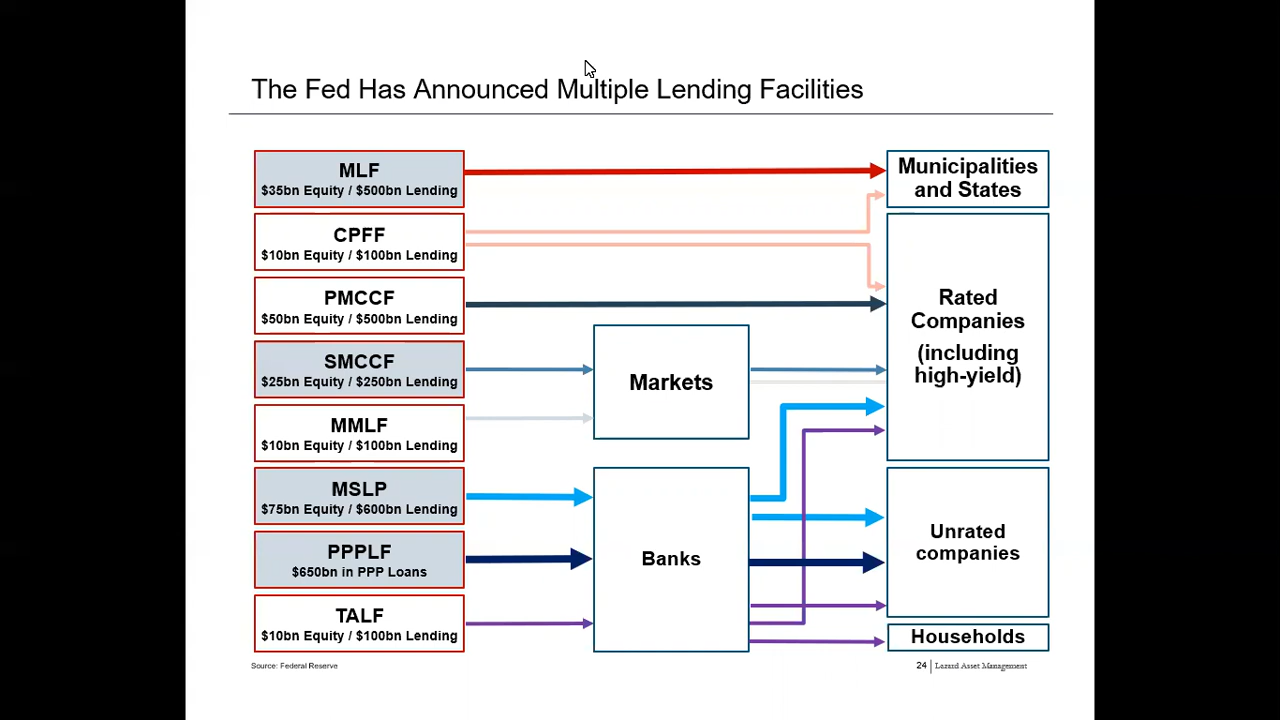 The Fed Has Announced Multiple Lending Facilities
MLF
$35bn Equity / $500bn Lending
CPFF
$10bn Equity / $100bn Lending
PMCCF
$50bn Equity / $500bn Lending
SMCCF
$25bn Equity / $250bn Lending
MMLF
$10bn Equity / $100bn Lending
MSLP
$75bn Equity / $600bn Lending
PPPLF
$650bn in PPP Loans
TALF
$10bn Equity / $100bn Lending
Markets
Banks
Municipalities
and States
Rated
Companies
(including
high-yield)
Unrated
companies
Households
Source: Federal Reserve
24 | Lazard Asset Management